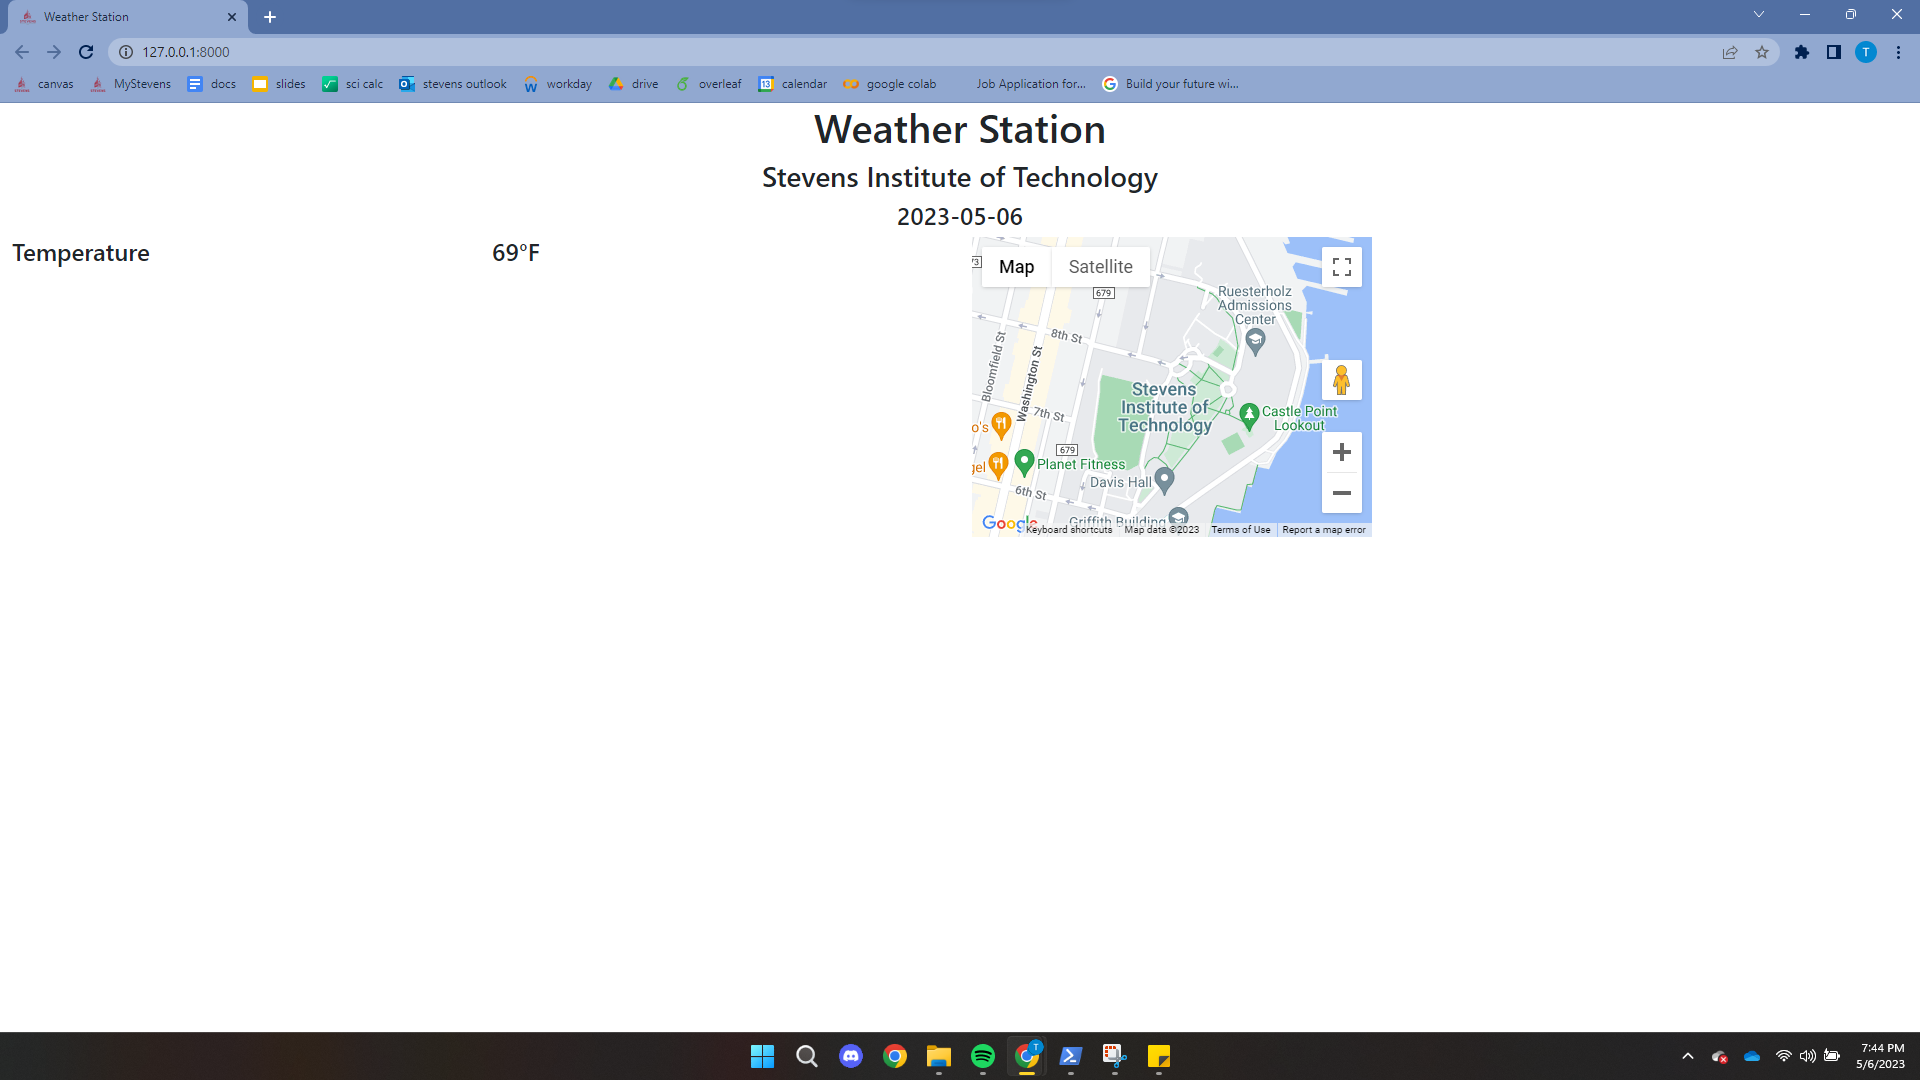 Weather Station
127.0.0.1:8000
T
canvas
MyStevens
docs
slides
sci calc
stevens outlook
workday
drive
overleaf
13
calendar
google colab
Job Application for...
Build your future wi...
Weather Station
Stevens Institute of Technology
2023-05-06
Temperature
69°F
Map
Satellite
73
679
Ruesterholz
Admissions
Center
8th St
Bloomfield St
Washington St
Stevens
Institute of
Technology
7th St
Castle Point
Lookout
o's
679
gel
Planet Fitness
Davis Hall
6th St
Griffith Building
Google
Keyboard shortcuts
Map data ©2023
Terms of Use
Report a map error
T
7:44 PM
5/6/2023